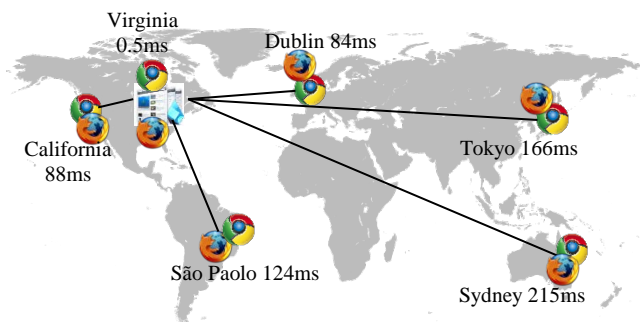 Virginia
0.5ms
Dublin 84ms
California
88ms
Tokyo 166ms
São Paolo 124ms
Sydney 215ms